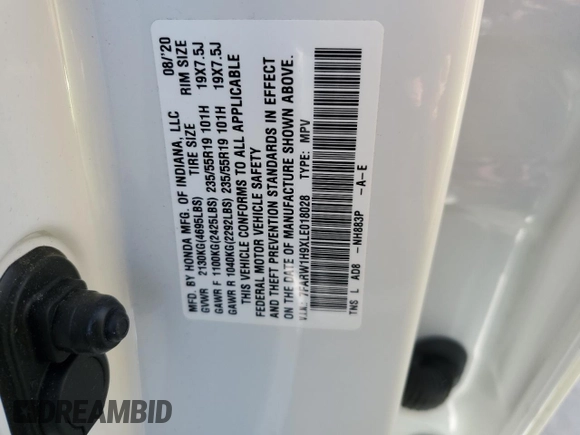 MFD. BY HONDA MFG. OF INDIANA, LLC 08/'20
GVWR 2130KG(4695LBS) TIRE SIZE RIM SIZE
GAWR F 1100KG(2425LBS) 235/55R19 101H 19X7.5J
GAWR R 1040KG(2292LBS) 235/55R19 101H 19X7.5J
THIS VEHICLE CONFORMS TO ALL APPLICABLE
FEDERAL MOTOR VEHICLE SAFETY
AND THEFT PREVENTION STANDARDS IN EFFECT
ON THE DATE OF MANUFACTURE SHOWN ABOVE.
V.I.N.: 7FARW1H9XLE018028 TYPE: MPV
TNS L AD8 -NH883P -A-E
DREAMBID